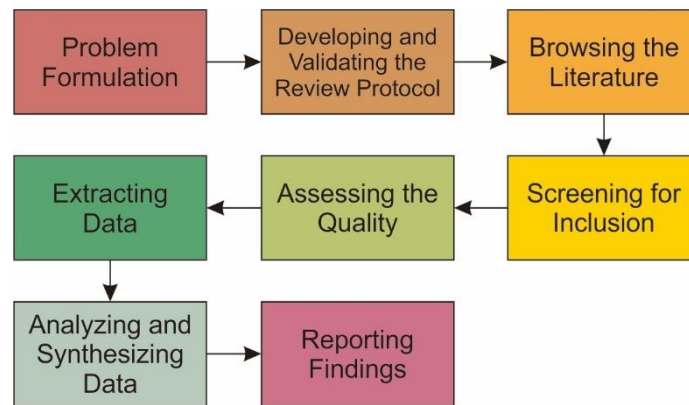 Problem
Formulation
Developing and
Validating the
Review Protocol
Browsing the
Literature
Screening for
Inclusion
Assessing the
Quality
Extracting
Data
Analyzing and
Synthesizing
Data
Reporting
Findings